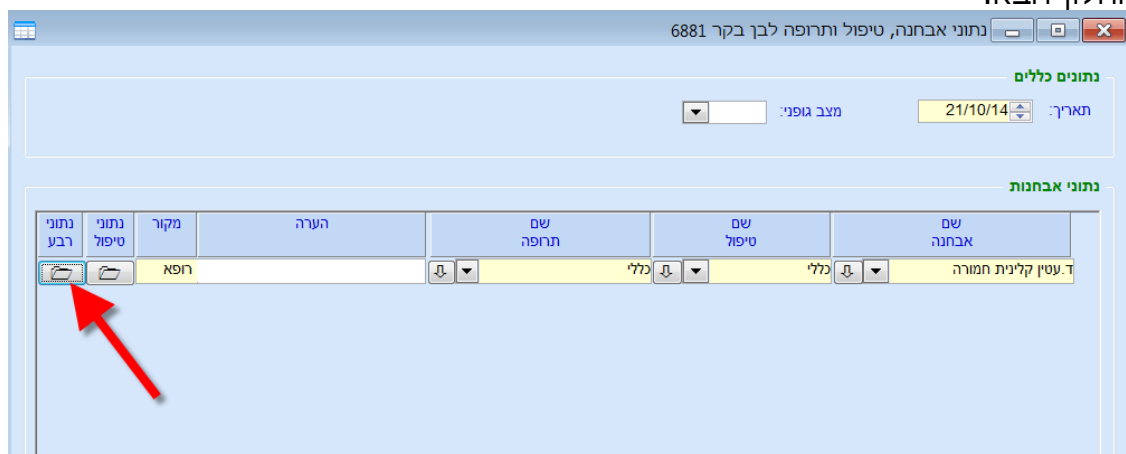 נתוני אבחנה, טיפול ותרופה לבן בקר 6881
נתונים כללים
תאריך: 21/10/14 מצב גופני:
נתוני אבחנות
שם אבחנה שם טיפול שם תרופה הערה מקור נתוני טיפול נתוני רבע
ד.עטין קלינית חמורה כללי כללי רופא